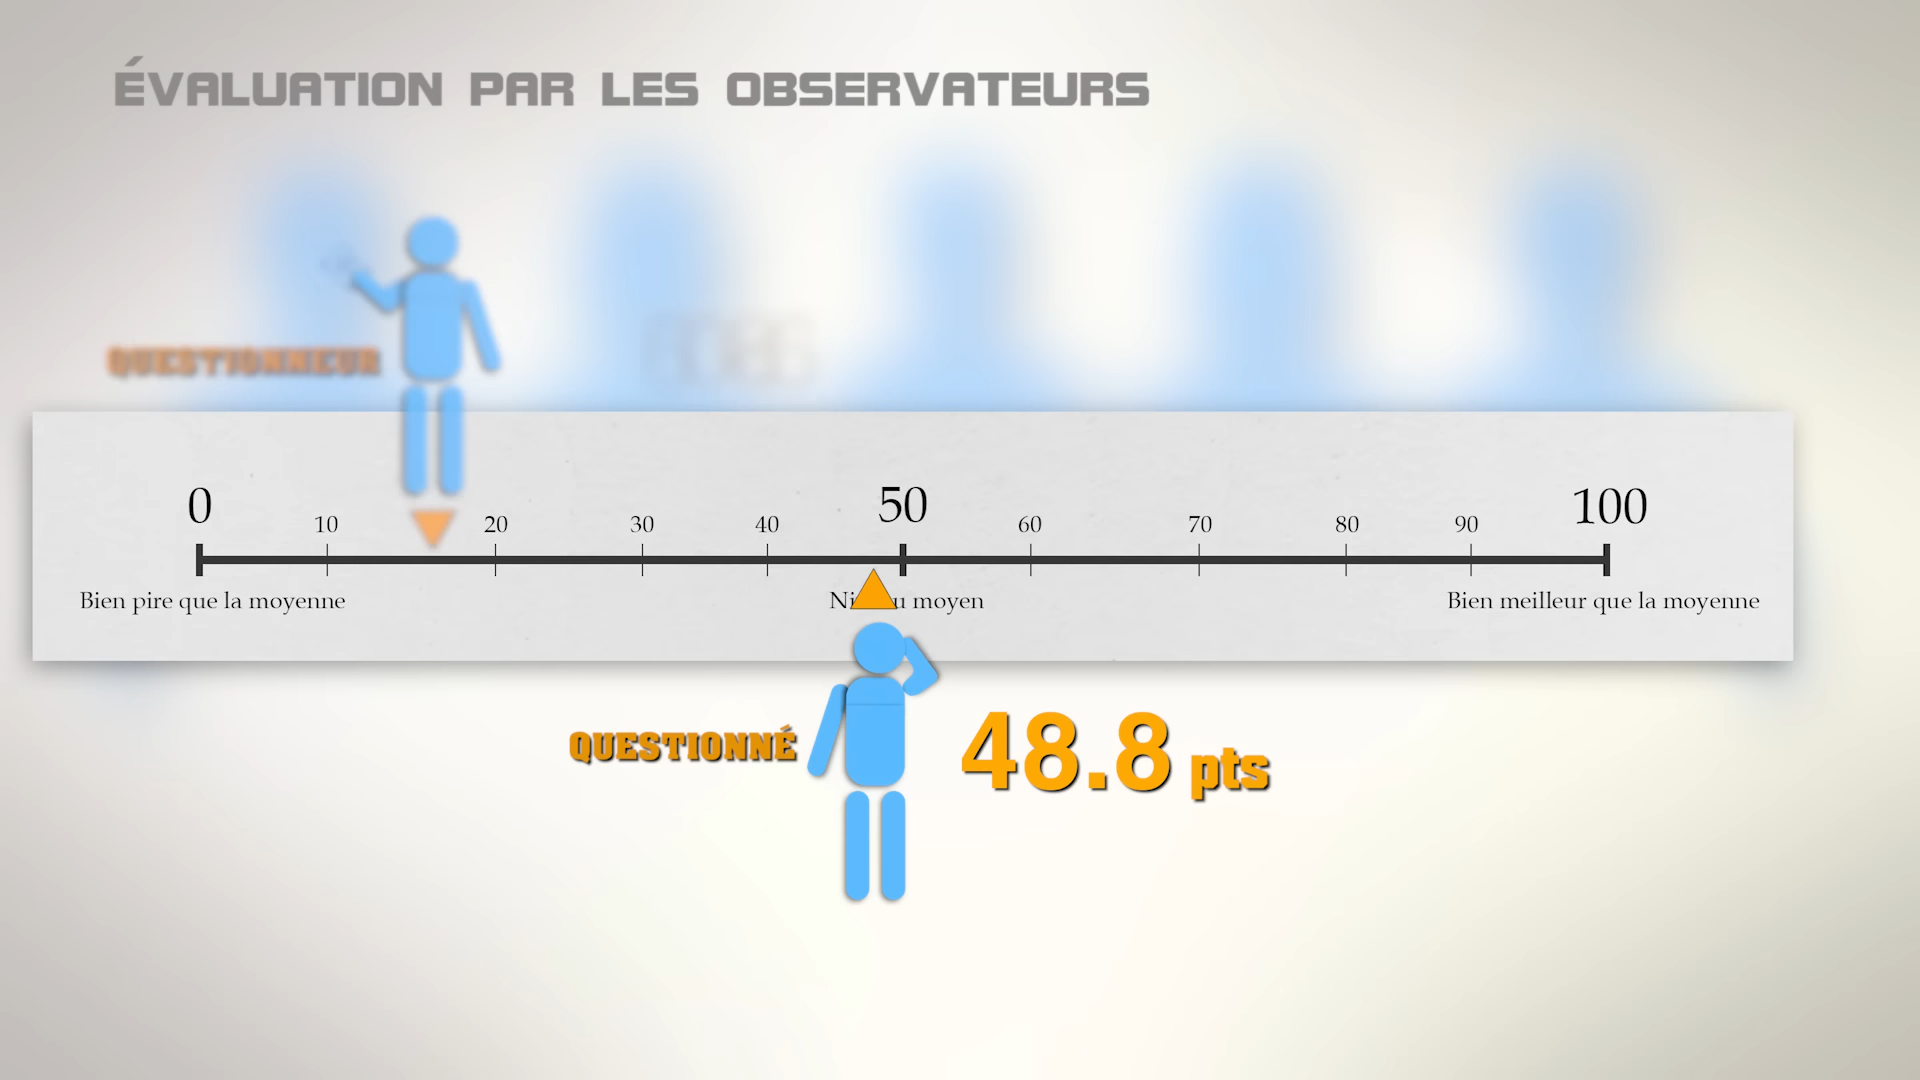 ÉVALUATION PAR LES OBSERVATEURS
QUESTIONNEUR
0 10 20 30 40 50 60 70 80 90 100
Bien pire que la moyenne
moyen
Bien meilleur que la moyenne
QUESTIONNÉ
48.8 pts